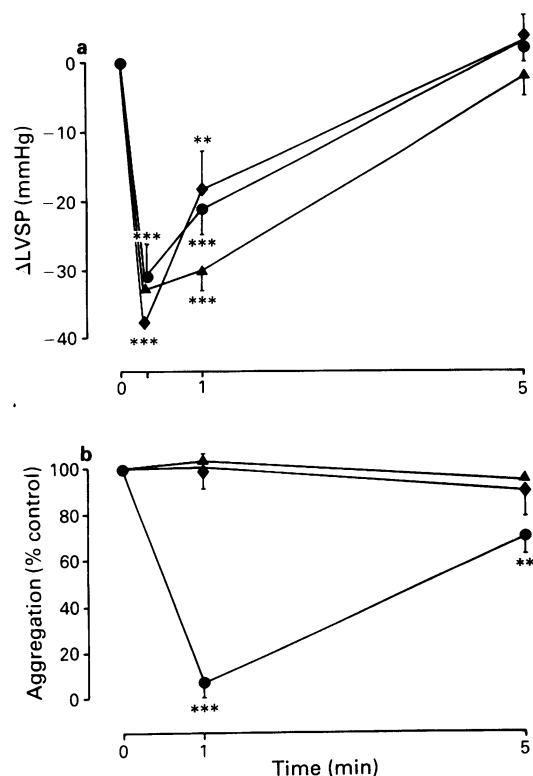 a
0
−10
−20
−30
−40
ΔLVSP (mmHg)
**
***
***
***
***
0 1 5
b
100
80
60
40
20
0
Aggregation (% control)
**
***
0 1 5
Time (min)